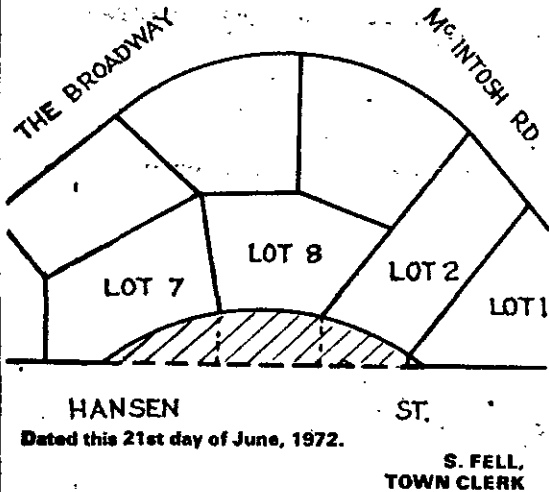 THE BROADWAY
Mc INTOSH RD.
LOT 7
LOT 8
LOT 2
LOT 1
HANSEN ST.
Dated this 21st day of June, 1972.
S. FELL,
TOWN CLERK